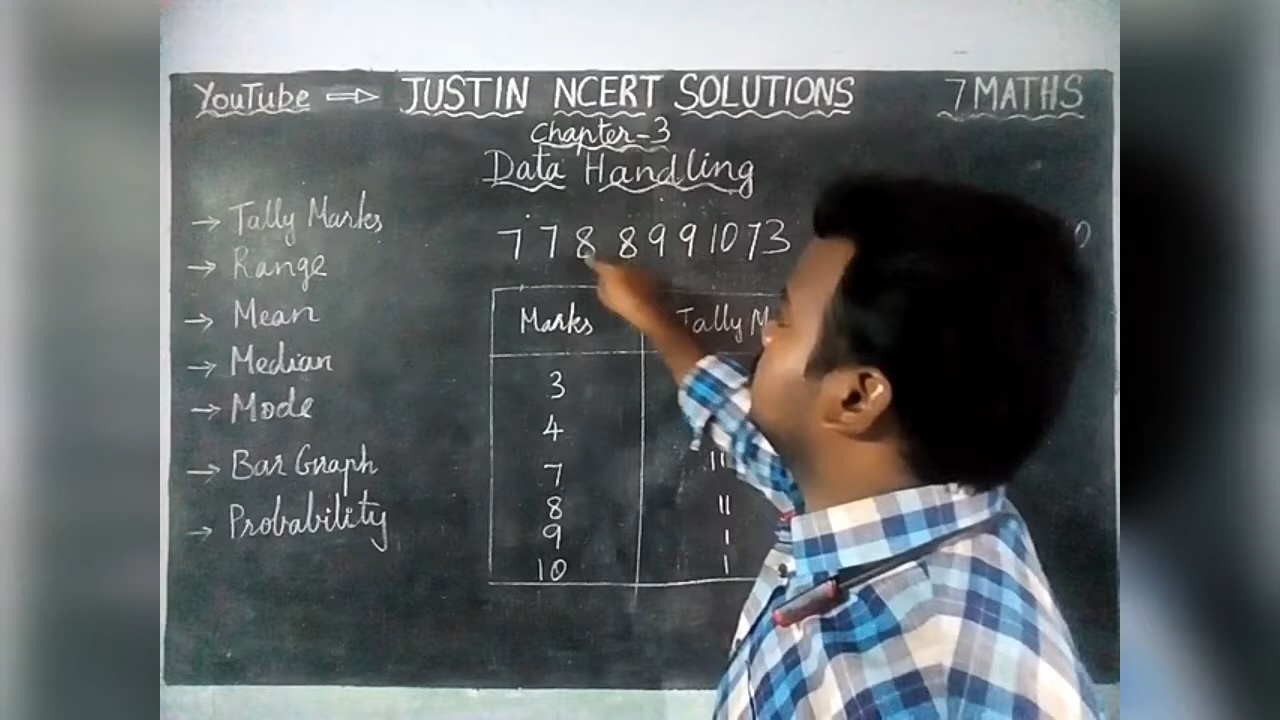 YouTube ⇒ JUSTIN NCERT SOLUTIONS 7 MATHS
Chapter-3
Data Handling
→ Tally Marks
→ Range
→ Mean
→ Median
→ Mode
→ Bar Graph
→ Probability
7 7 8 8 9 9 10 7 3
Marks Tally M
3
4
7
8 ||
9 |
10 |